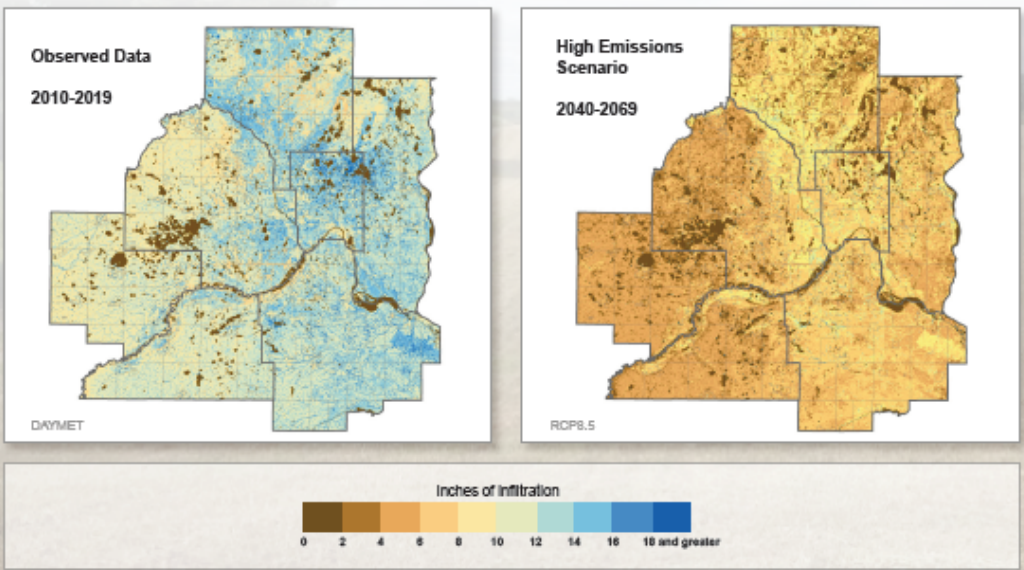 Observed Data
2010-2019
DAYMET
High Emissions
Scenario
2040-2069
RCP8.5
Inches of Infiltration
0 2 4 6 8 10 12 14 16 18 and greater